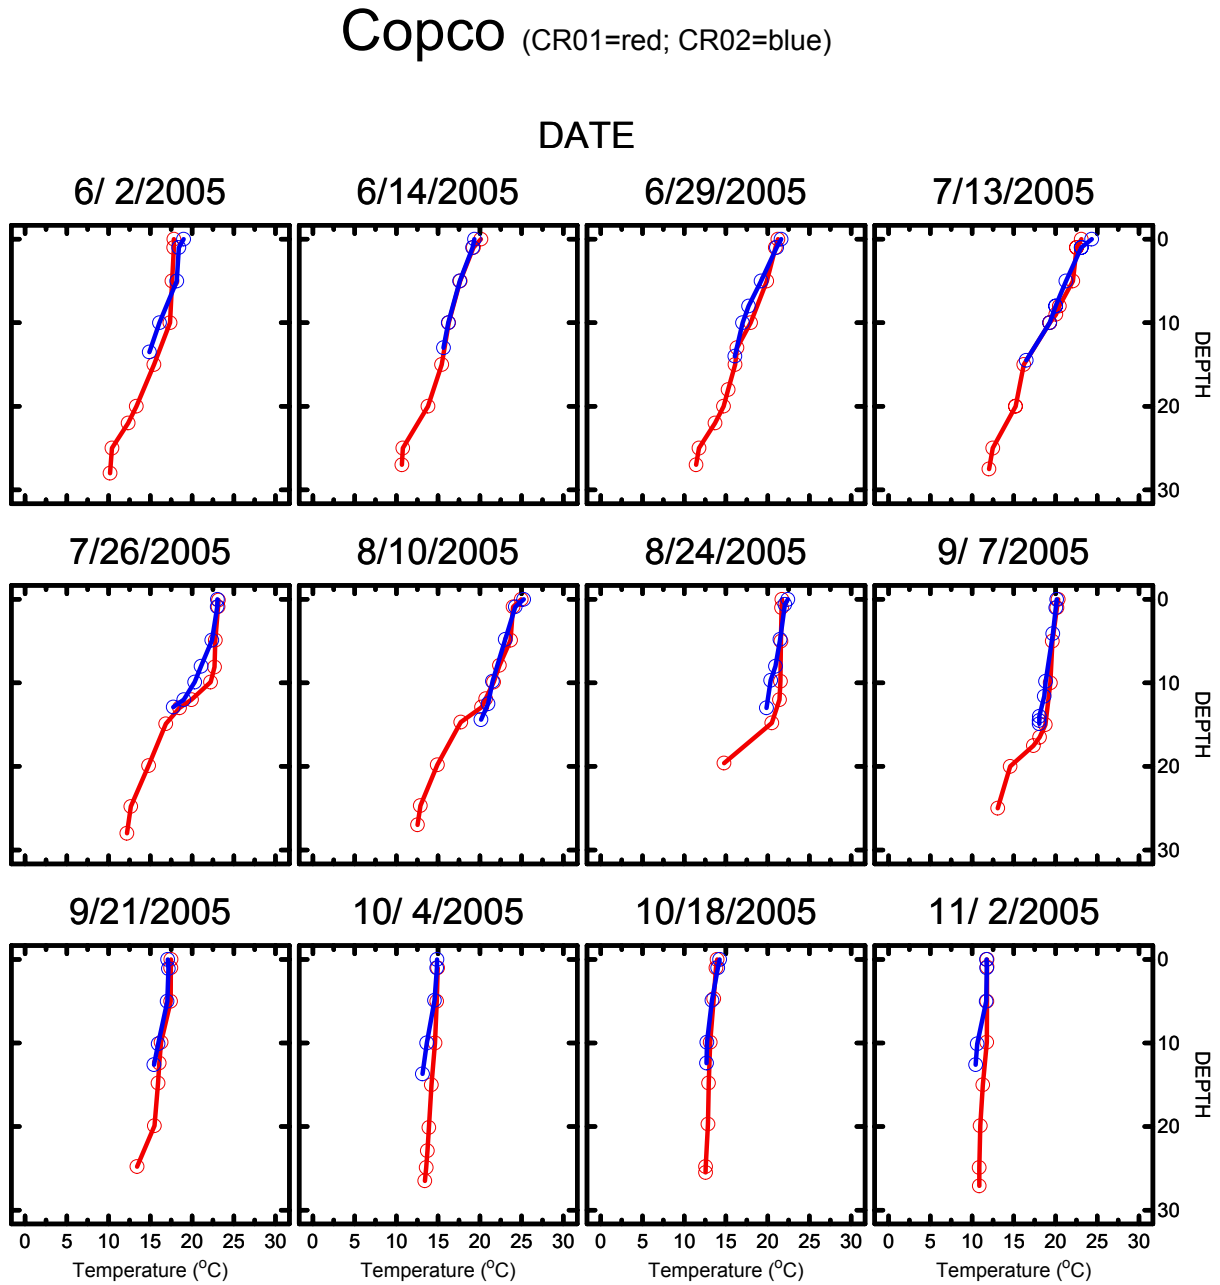 Copco (CR01=red; CR02=blue)
DATE
6/ 2/2005 6/14/2005 6/29/2005 7/13/2005
0
10
20
30
DEPTH
7/26/2005 8/10/2005 8/24/2005 9/ 7/2005
0
10
20
30
DEPTH
9/21/2005 10/ 4/2005 10/18/2005 11/ 2/2005
0
10
20
30
DEPTH
0 5 10 15 20 25 30 0 5 10 15 20 25 30 0 5 10 15 20 25 30 0 5 10 15 20 25 30
Temperature (°C) Temperature (°C) Temperature (°C) Temperature (°C)